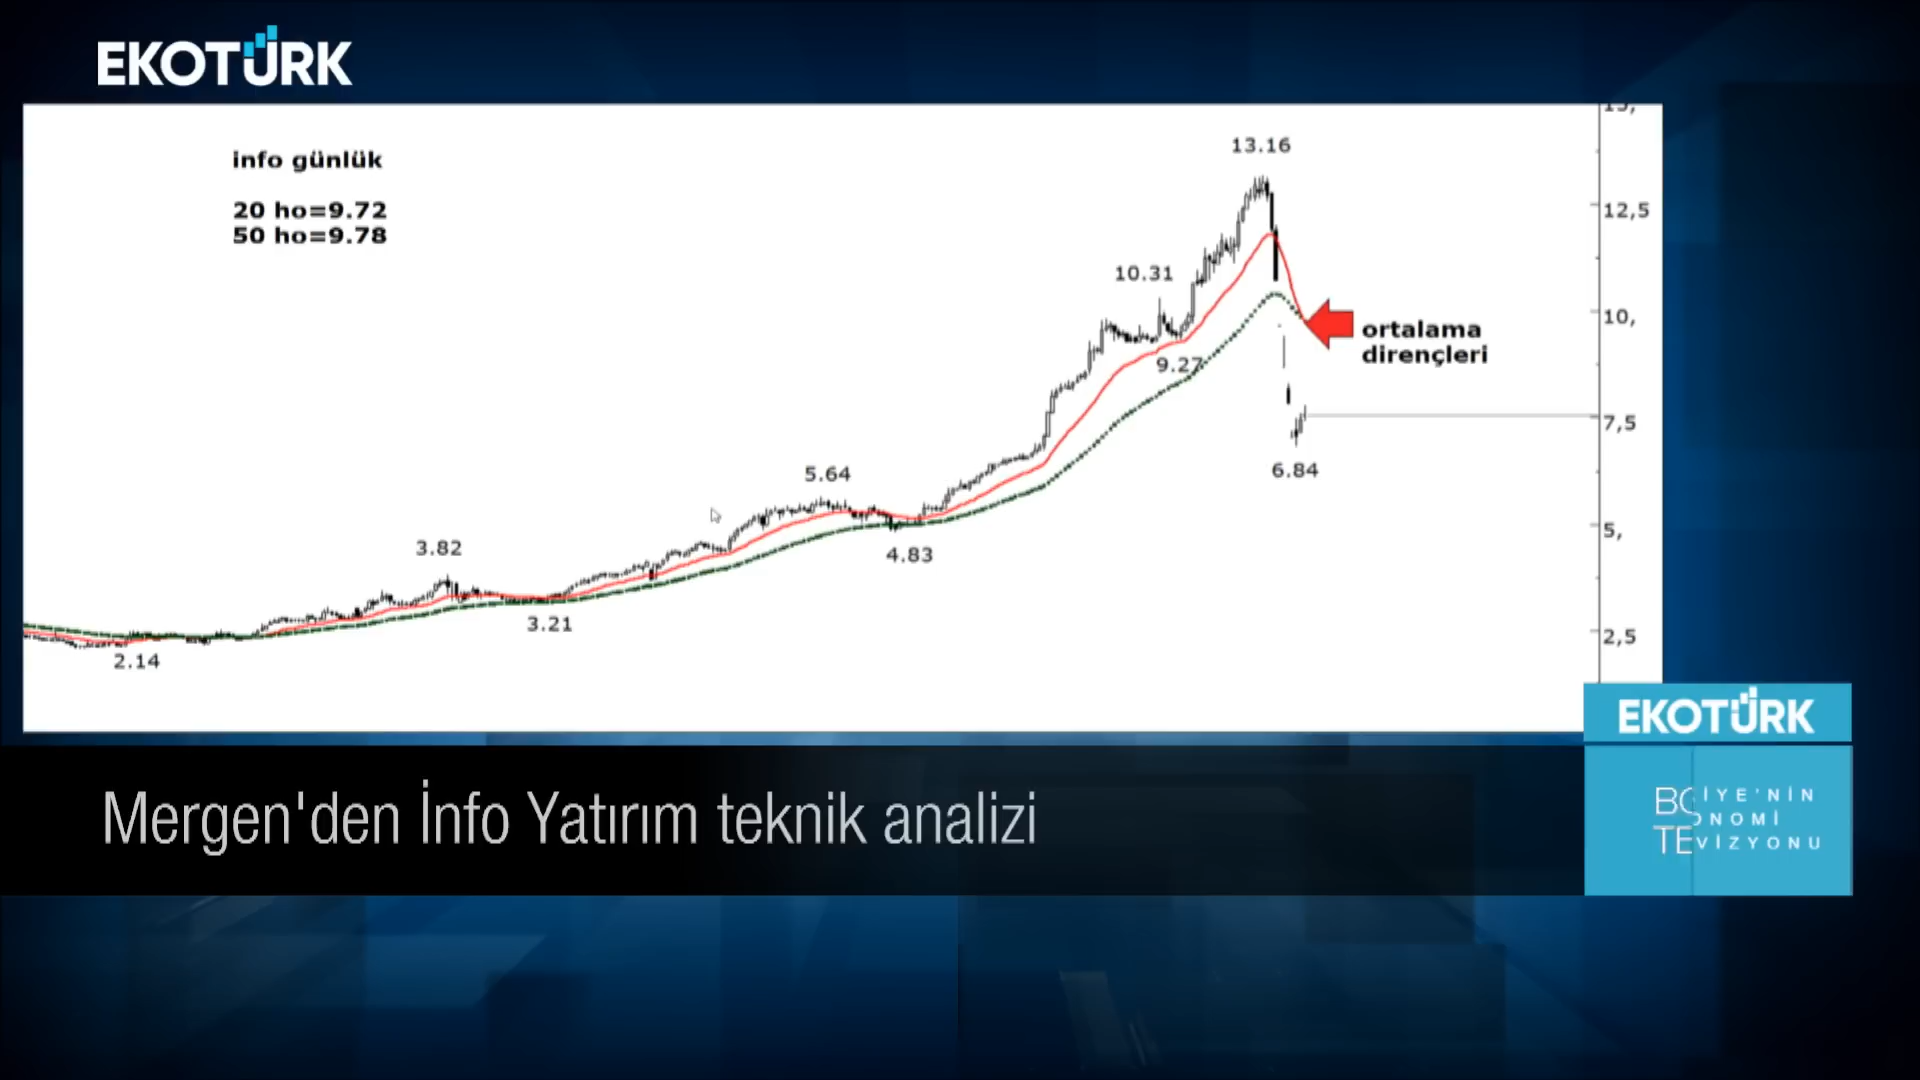 EKOTÜRK
info günlük
20 ho=9.72
50 ho=9.78
13.16
12,5
10.31
10,
ortalama
dirençleri
9.27
7,5
6.84
5.64
5,
3.82
4.83
3.21
2,5
2.14
EKOTÜRK
Mergen'den İnfo Yatırım teknik analizi